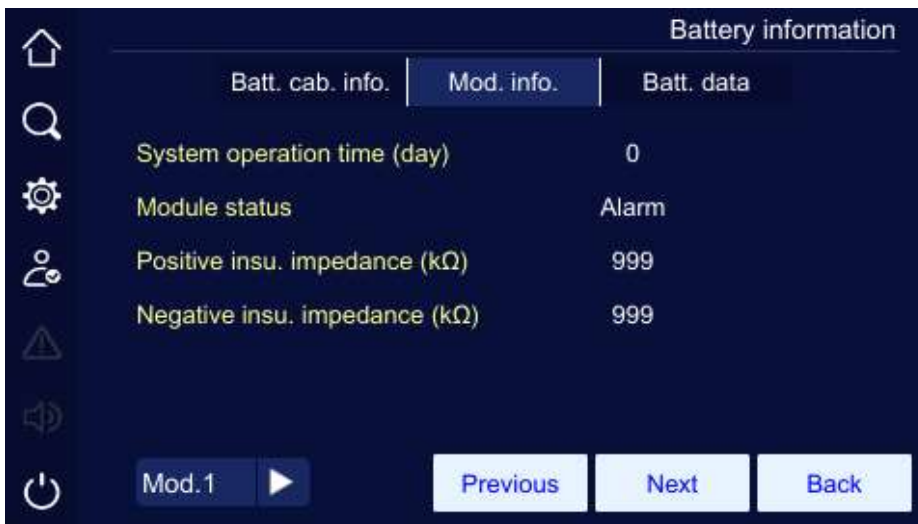 Battery information
Batt. cab. info. Mod. info. Batt. data
System operation time (day) 0
Module status Alarm
Positive insu. impedance (kΩ) 999
Negative insu. impedance (kΩ) 999
Mod.1 Previous Next Back